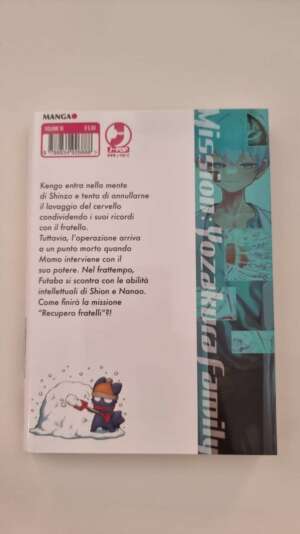 MANGA
J-POP
Mission: Yozakura Family
Kengo entra nella mente
di Shinzo e tenta di annullarne
il lavaggio del cervello
condividendo i suoi ricordi
con il fratello.
Tuttavia, l'operazione arriva
a un punto morto quando
Momo interviene con il
suo potere. Nel frattempo,
Futaba si scontra con le abilità
intellettuali di Shion e Nanao.
Come finirà la missione
"Recupero fratelli"?!